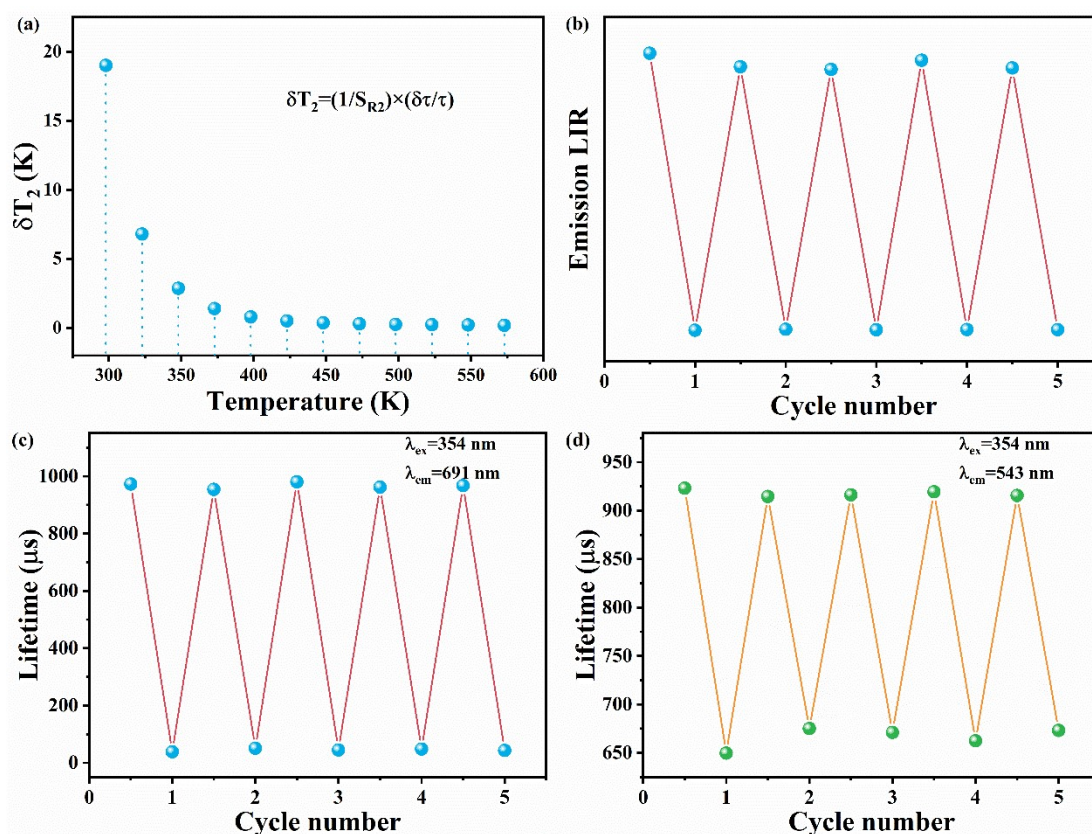 (a)
20
15
10
5
0
δT₂ (K)
δT₂=(1/S_R2)×(δτ/τ)
300 350 400 450 500 550 600
Temperature (K)
(b)
Emission LIR
0 1 2 3 4 5
Cycle number
(c)
λex=354 nm
λem=691 nm
1000
800
600
400
200
0
Lifetime (μs)
0 1 2 3 4 5
Cycle number
(d)
λex=354 nm
λem=543 nm
950
900
850
800
750
700
650
Lifetime (μs)
0 1 2 3 4 5
Cycle number